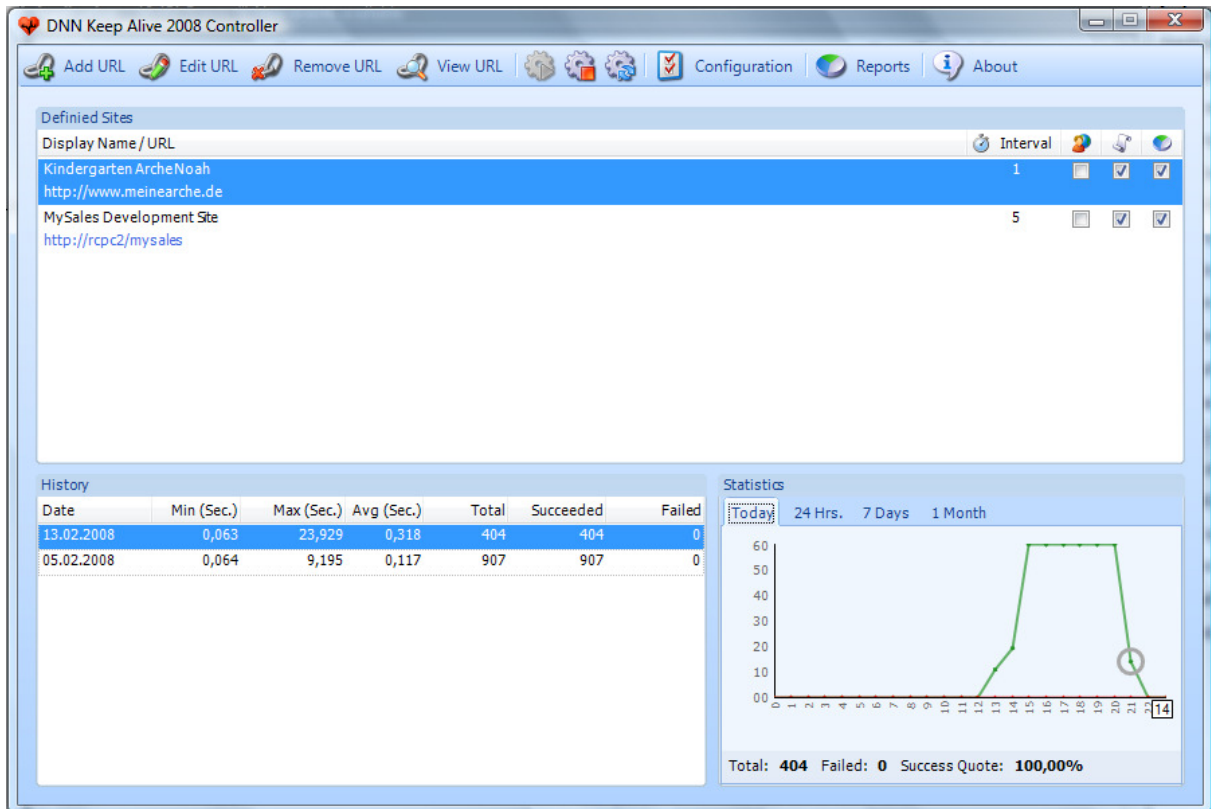 DNN Keep Alive 2008 Controller
Add URL Edit URL Remove URL View URL Configuration Reports About
Definied Sites
Display Name / URL Interval
Kindergarten Arche Noah 1
http://www.meinearche.de
MySales Development Site 5
http://rcpc2/mysales
History
Date Min (Sec.) Max (Sec.) Avg (Sec.) Total Succeeded Failed
13.02.2008 0,063 23,929 0,318 404 404 0
05.02.2008 0,064 9,195 0,117 907 907 0
Statistics
Today 24 Hrs. 7 Days 1 Month
60
50
40
30
20
10
00
0 1 2 3 4 5 6 7 8 9 10 11 12 13 14 15 16 17 18 19 20 21
14
Total: 404 Failed: 0 Success Quote: 100,00%